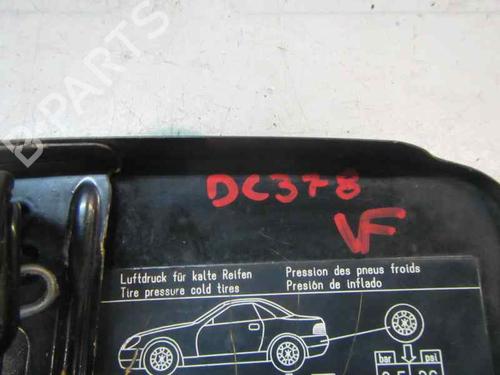 B PARTS
DC378
VF
Luftdruck für kalte Reifen
Tire pressure cold tires
Pression des pneus froids
Presión de inflado
bar psi